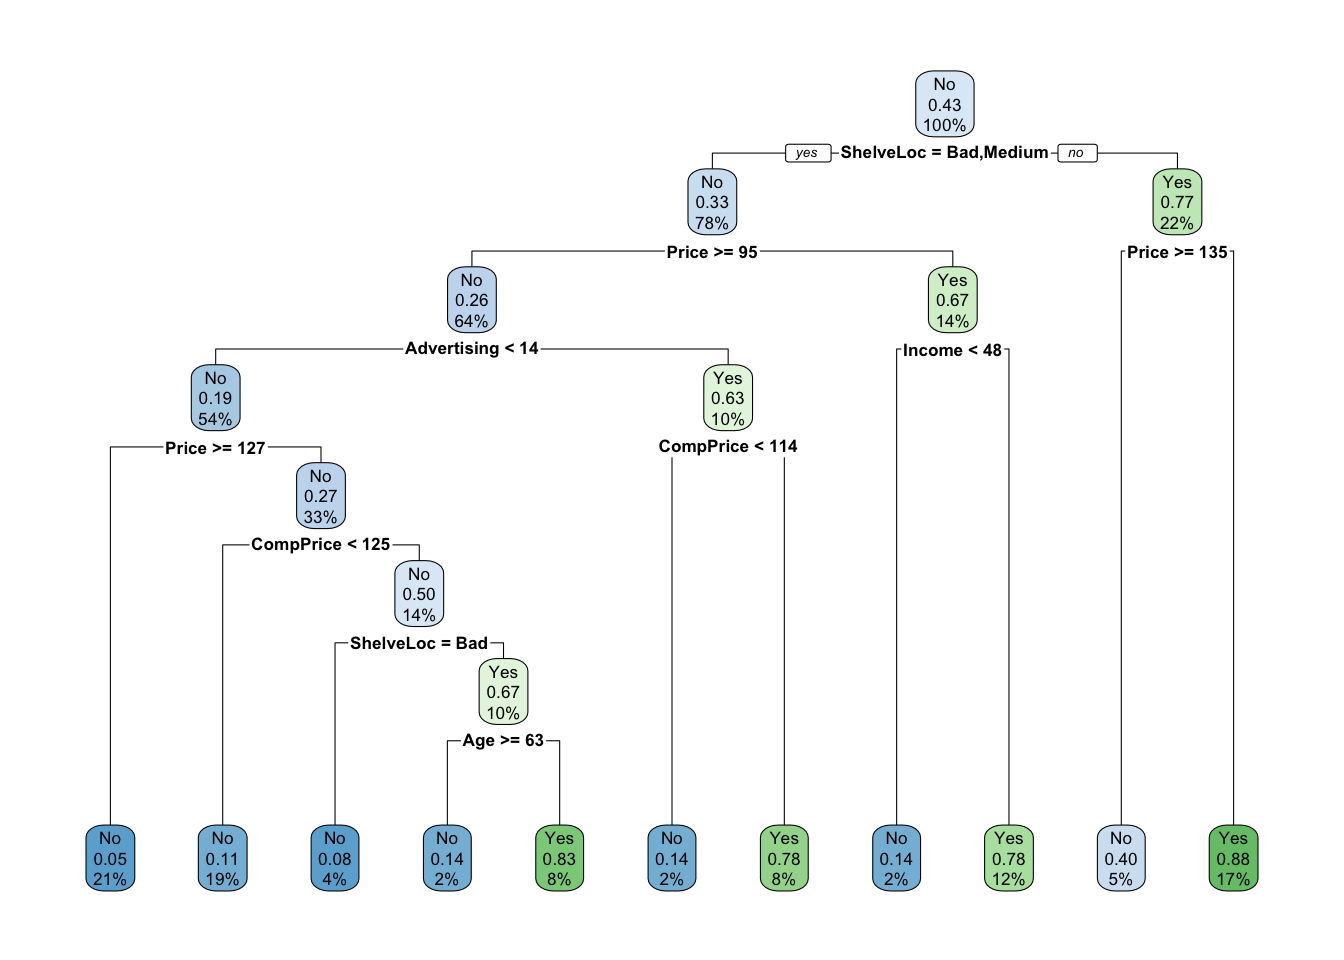 No
0.43
100%
yes ShelveLoc = Bad,Medium no
No
0.33
78%
Yes
0.77
22%
Price >= 95
Price >= 135
No
0.26
64%
Yes
0.67
14%
Advertising < 14
Income < 48
No
0.19
54%
Yes
0.63
10%
Price >= 127
CompPrice < 114
No
0.27
33%
CompPrice < 125
No
0.50
14%
ShelveLoc = Bad
Yes
0.67
10%
Age >= 63
No
0.05
21%
No
0.11
19%
No
0.08
4%
No
0.14
2%
Yes
0.83
8%
No
0.14
2%
Yes
0.78
8%
No
0.14
2%
Yes
0.78
12%
No
0.40
5%
Yes
0.88
17%